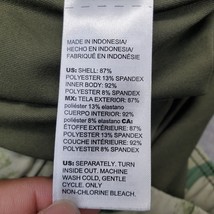 MADE IN INDONESIA/
HECHO EN INDONESIA/
FABRIQUÉ EN INDONÉSIE
US: SHELL: 87%
POLYESTER 13% SPANDEX
INNER BODY: 92%
POLYESTER 8% SPANDEX
MX: TELA EXTERIOR: 87%
poliéster 13% elastano
CUERPO INTERIOR: 92%
poliéster 8% elastano CA:
ÉTOFFE EXTÉRIEURE: 87%
POLYESTER 13% SPANDEX
INTÉRIEUR: 92%
POLYESTER 8% SPANDEX
US: SEPARATELY. TURN
INSIDE OUT. MACHINE
WASH COLD, GENTLE
CYCLE. ONLY
NON-CHLORINE BLEACH.